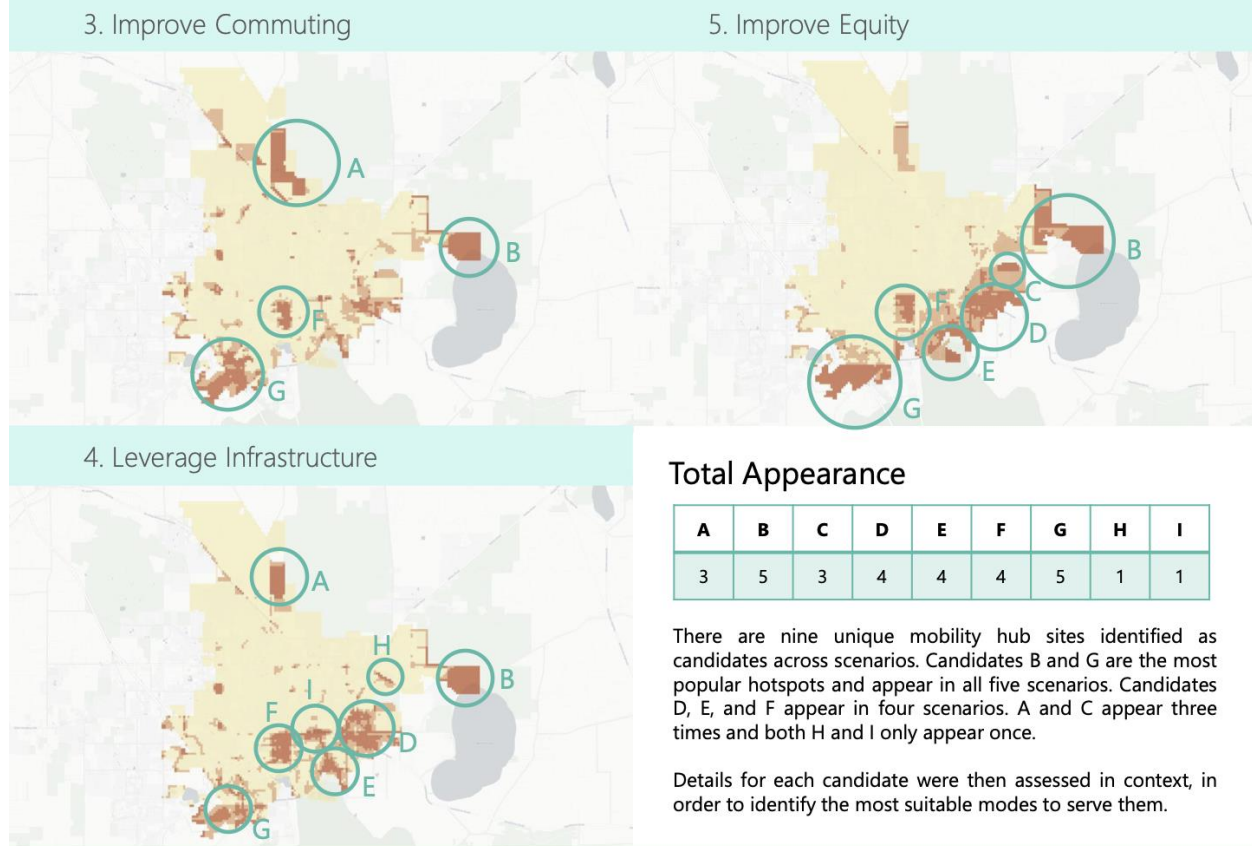 3. Improve Commuting
A
B
F
G
5. Improve Equity
B
C
F
D
E
G
4. Leverage Infrastructure
A
H
B
I
F
D
E
G
Total Appearance
A B C D E F G H I
3 5 3 4 4 4 5 1 1
There are nine unique mobility hub sites identified as
candidates across scenarios. Candidates B and G are the most
popular hotspots and appear in all five scenarios. Candidates
D, E, and F appear in four scenarios. A and C appear three
times and both H and I only appear once.
Details for each candidate were then assessed in context, in
order to identify the most suitable modes to serve them.